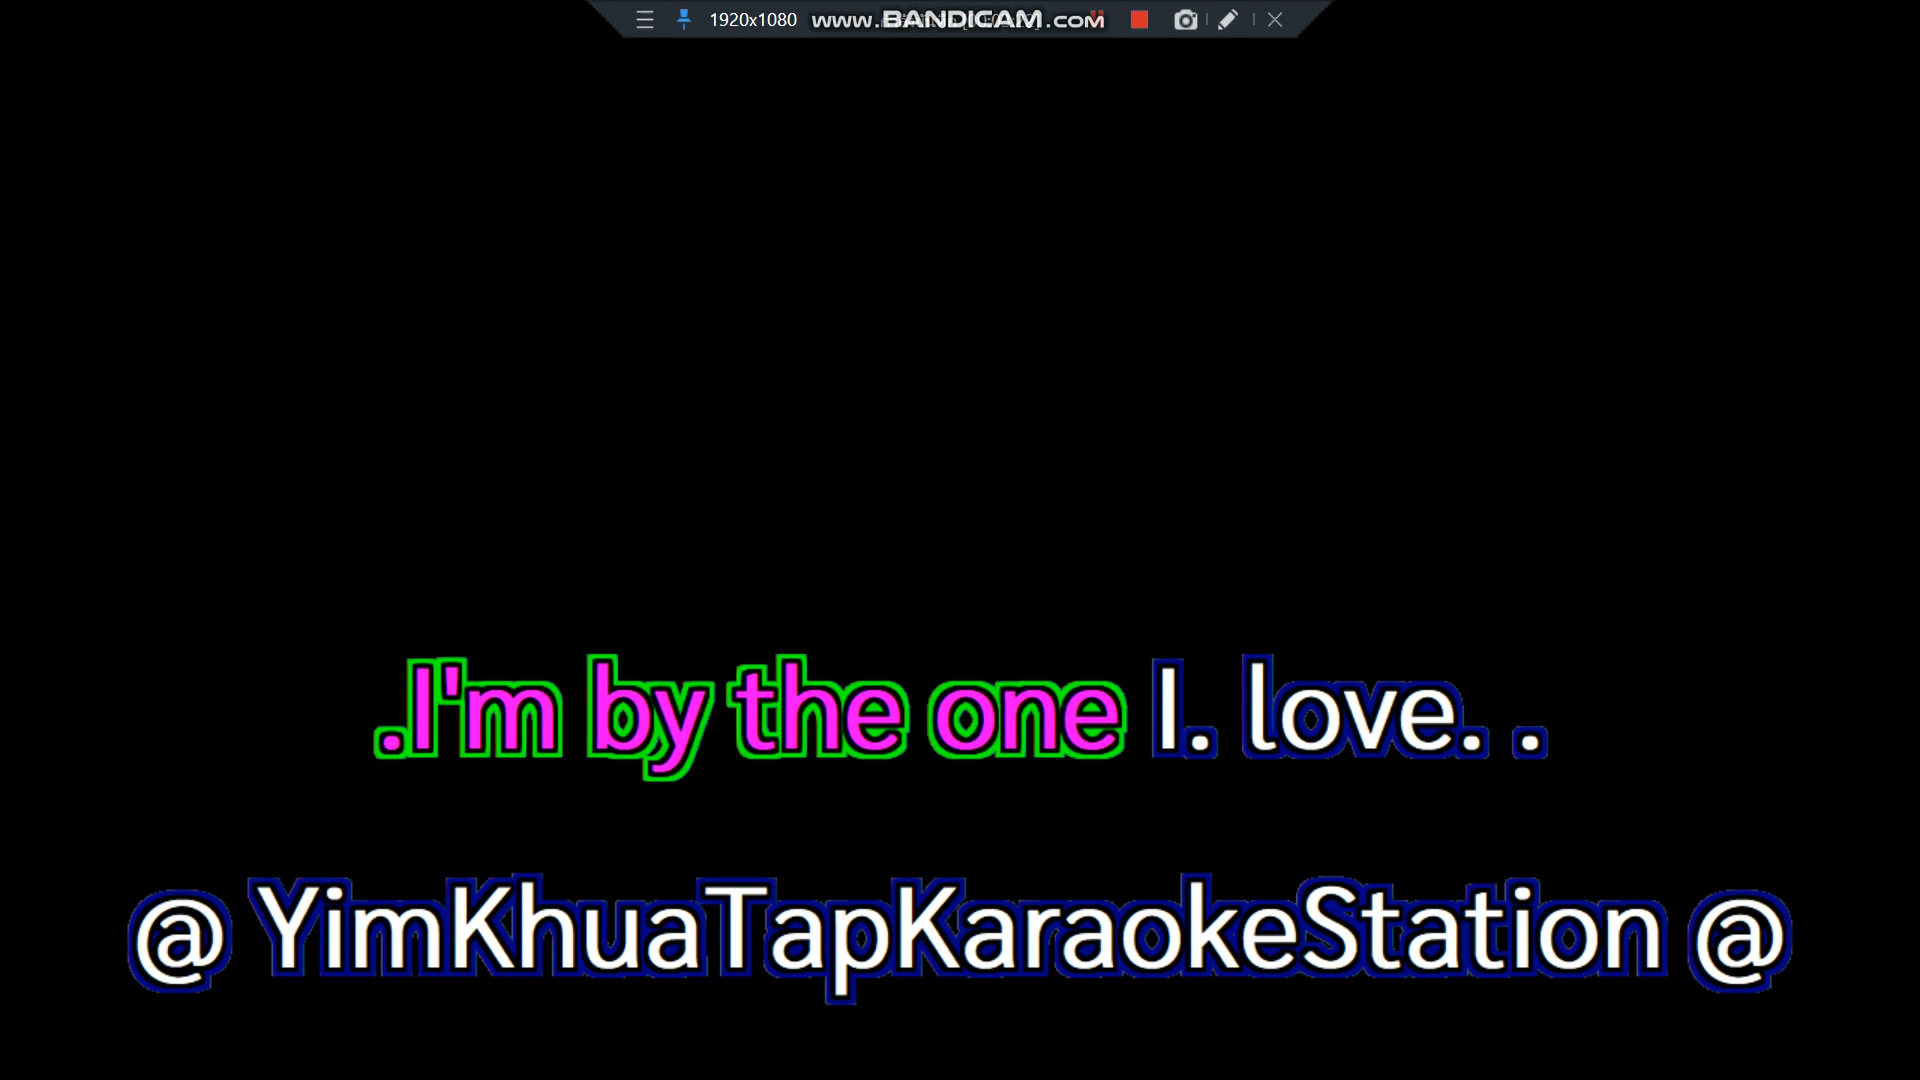 1920x1080 www.BANDICAM.com
.I'm by the one I. love. .
@ YimKhuaTapKaraokeStation @